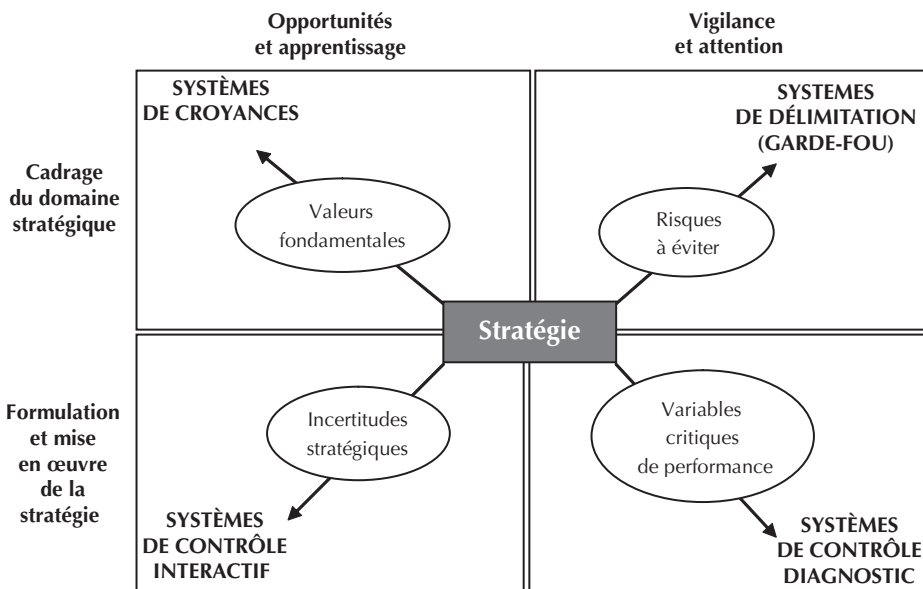 Opportunités
et apprentissage
Vigilance
et attention
Cadrage
du domaine
stratégique
SYSTÈMES
DE CROYANCES
Valeurs
fondamentales
SYSTEMES
DE DÉLIMITATION
(GARDE-FOU)
Risques
à éviter
Stratégie
Formulation
et mise
en œuvre
de la
stratégie
Incertitudes
stratégiques
SYSTÈMES
DE CONTRÔLE
INTERACTIF
Variables
critiques
de performance
SYSTÈMES
DE CONTRÔLE
DIAGNOSTIC